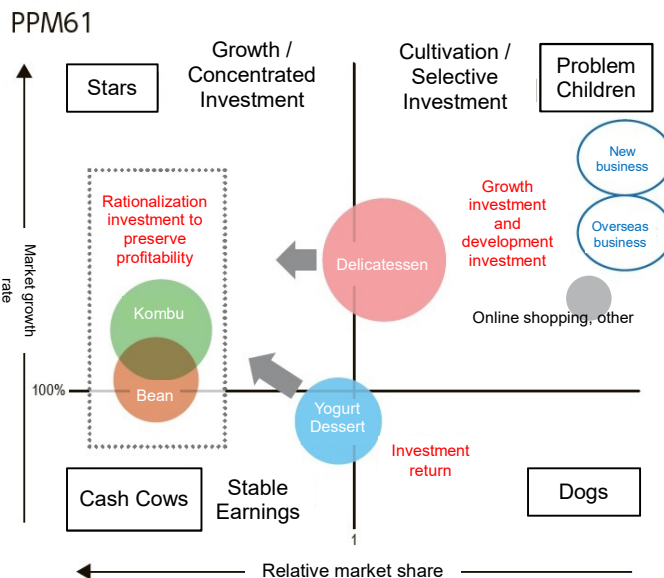 PPM61
Growth /
Concentrated
Investment
Cultivation /
Selective
Investment
Stars
Problem
Children
New
business
Rationalization
investment to
preserve
profitability
Growth
investment
and
development
investment
Overseas
business
Market growth
rate
Delicatessen
Kombu
Online shopping, other
100%
Bean
Yogurt
Dessert
Investment
return
Cash Cows
Stable
Earnings
Dogs
1
Relative market share